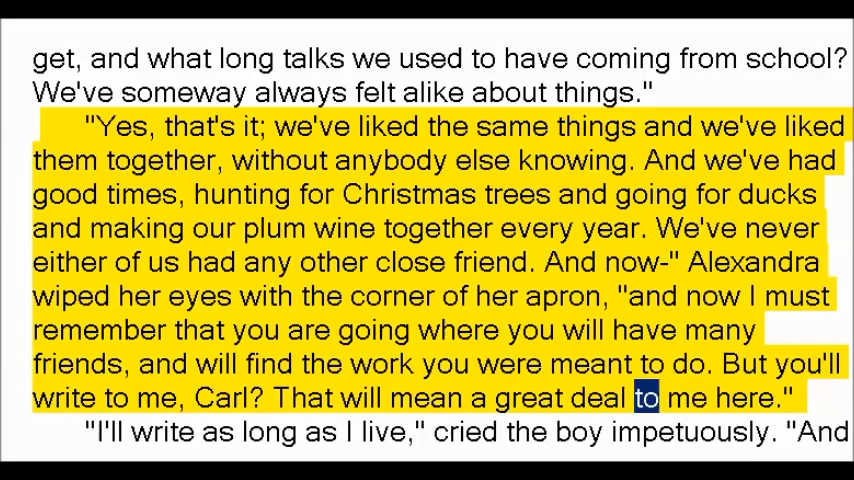 get, and what long talks we used to have coming from school?
We've someway always felt alike about things."
"Yes, that's it; we've liked the same things and we've liked
them together, without anybody else knowing. And we've had
good times, hunting for Christmas trees and going for ducks
and making our plum wine together every year. We've never
either of us had any other close friend. And now-" Alexandra
wiped her eyes with the corner of her apron, "and now I must
remember that you are going where you will have many
friends, and will find the work you were meant to do. But you'll
write to me, Carl? That will mean a great deal to me here."
"I'll write as long as I live," cried the boy impetuously. "And